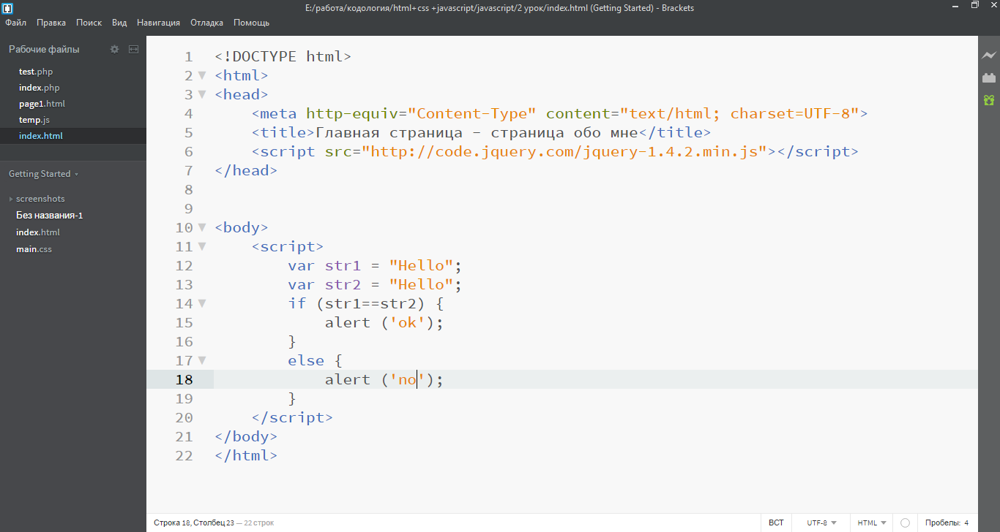 E:/работа/кодология/html+css +javascript/javascript/2 урок/index.html (Getting Started) - Brackets
Файл Правка Поиск Вид Навигация Отладка Помощь
Рабочие файлы
test.php
index.php
page1.html
temp.js
index.html
Getting Started
screenshots
Без названия-1
index.html
main.css
1 <!DOCTYPE html>
2 <html>
3 <head>
4     <meta http-equiv="Content-Type" content="text/html; charset=UTF-8">
5     <title>Главная страница - страница обо мне</title>
6     <script src="http://code.jquery.com/jquery-1.4.2.min.js"></script>
7 </head>
8
9
10 <body>
11     <script>
12         var str1 = "Hello";
13         var str2 = "Hello";
14         if (str1==str2) {
15             alert ('ok');
16         }
17         else {
18             alert ('no');
19         }
20     </script>
21 </body>
22 </html>
Строка 18, Столбец 23 — 22 строк ВСТ UTF-8 HTML Пробелы: 4